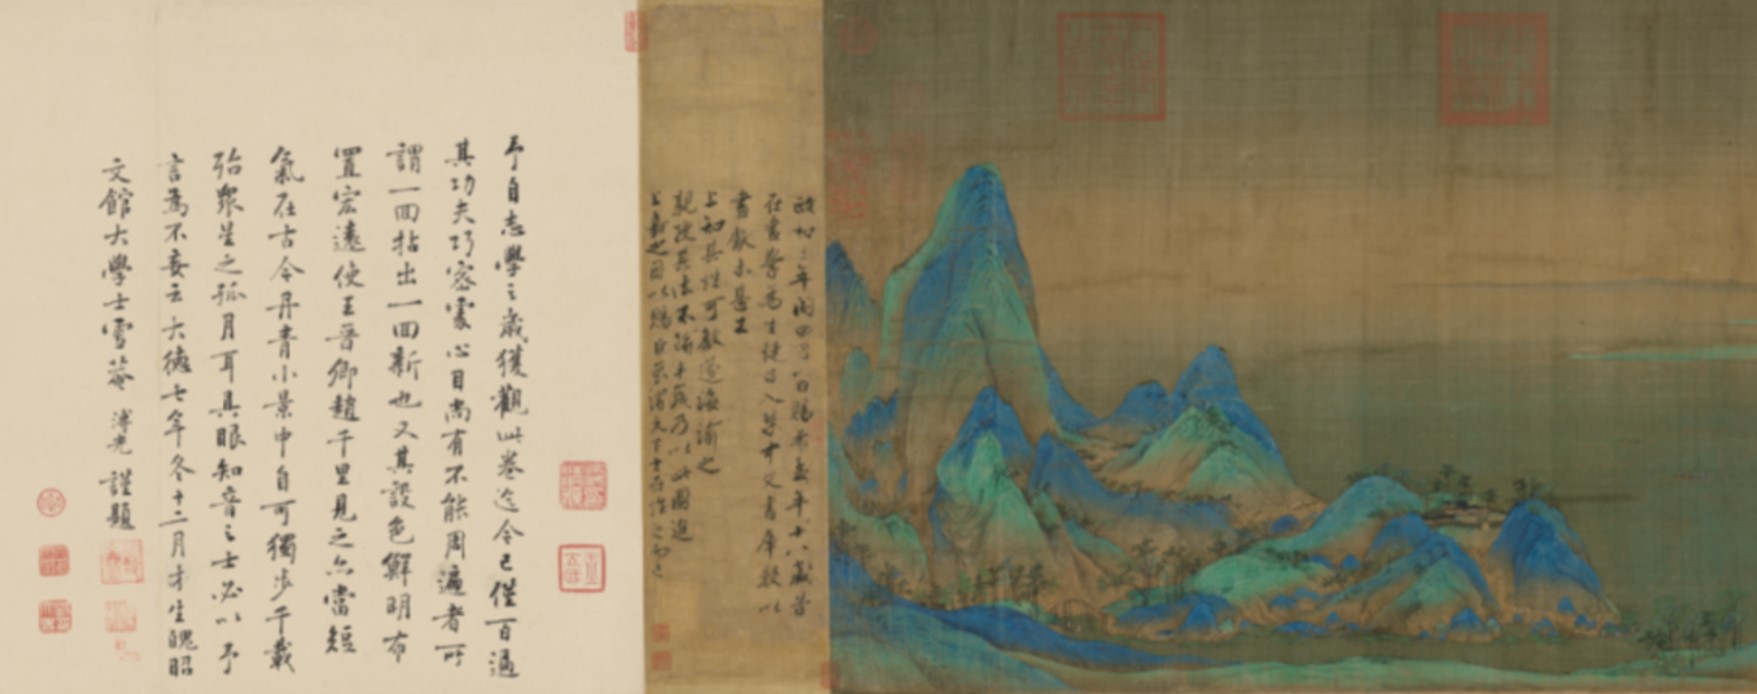 政和三年閏四月一日賜希孟年十八歲昔
在畫學為生徒召入禁中文書庫數以
畫獻未甚工
上知其性可教遂誨諭之
親授其法不踰半歲乃以此圖進
上嘉之因以賜臣京謂天下士在作之而已
予自志學之歲獲觀此卷迄今已僅百過
其功夫巧密處心目尚有不能周遍者所
謂一回拈出一回新也又其設色鮮明布
置宏遠使王晉卿趙千里見之亦當短
氣在古今丹青小景中自可獨步千載
殆眾星之孤月耳具眼知音之士必以予
言為不妄云大德七年冬十二月才生魄昭
文館大學士雪菴溥光謹題